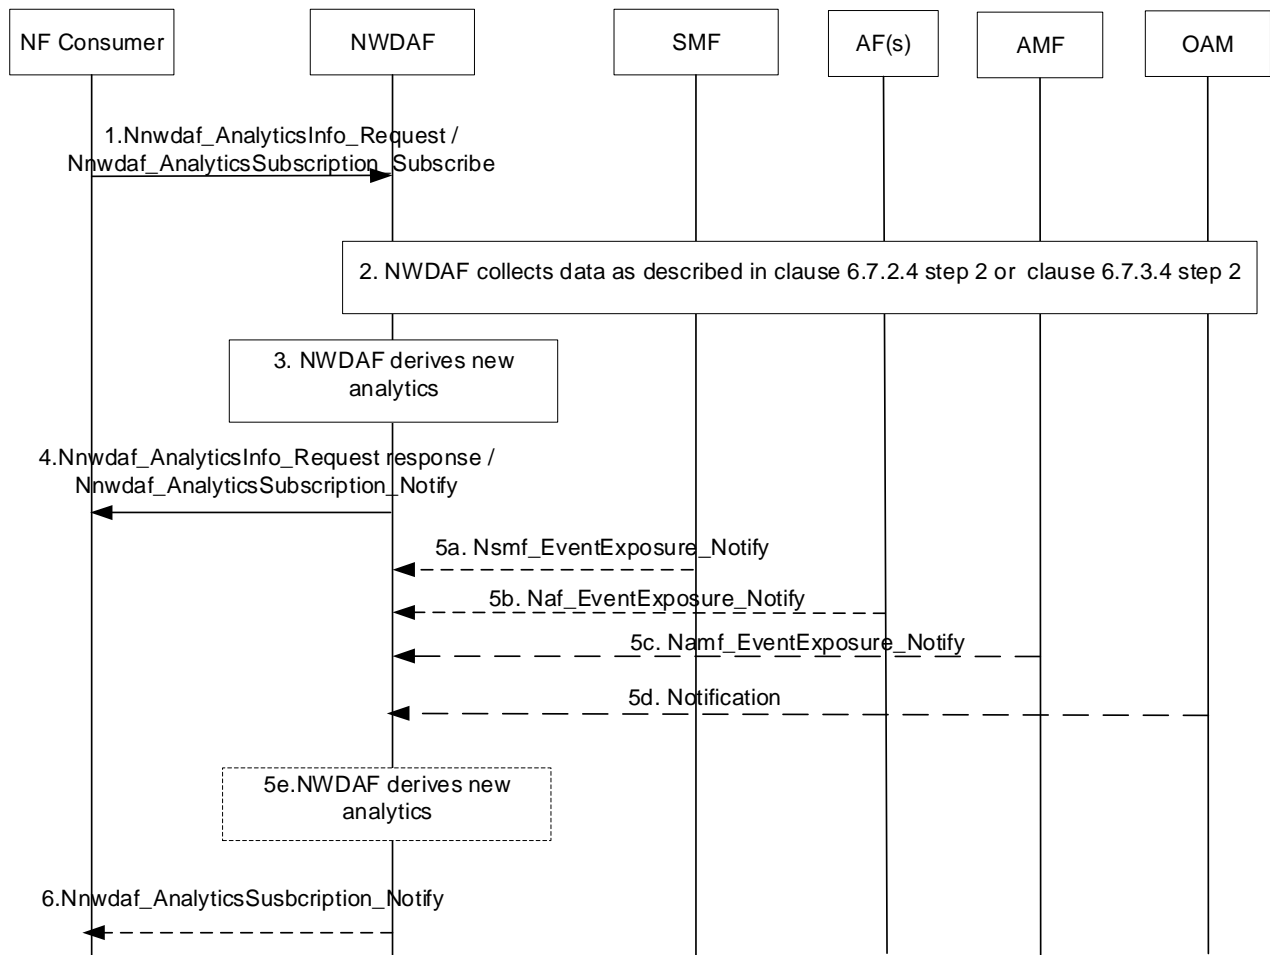 NF Consumer
NWDAF
SMF
AF(s)
AMF
OAM
1.Nnwdaf_AnalyticsInfo_Request /
Nnwdaf_AnalyticsSubscription_Subscribe
2. NWDAF collects data as described in clause 6.7.2.4 step 2 or clause 6.7.3.4 step 2
3. NWDAF derives new
analytics
4.Nnwdaf_AnalyticsInfo_Request response /
Nnwdaf_AnalyticsSubscription_Notify
5a. Nsmf_EventExposure_Notify
5b. Naf_EventExposure_Notify
5c. Namf_EventExposure_Notify
5d. Notification
5e.NWDAF derives new
analytics
6.Nnwdaf_AnalyticsSusbcription_Notify